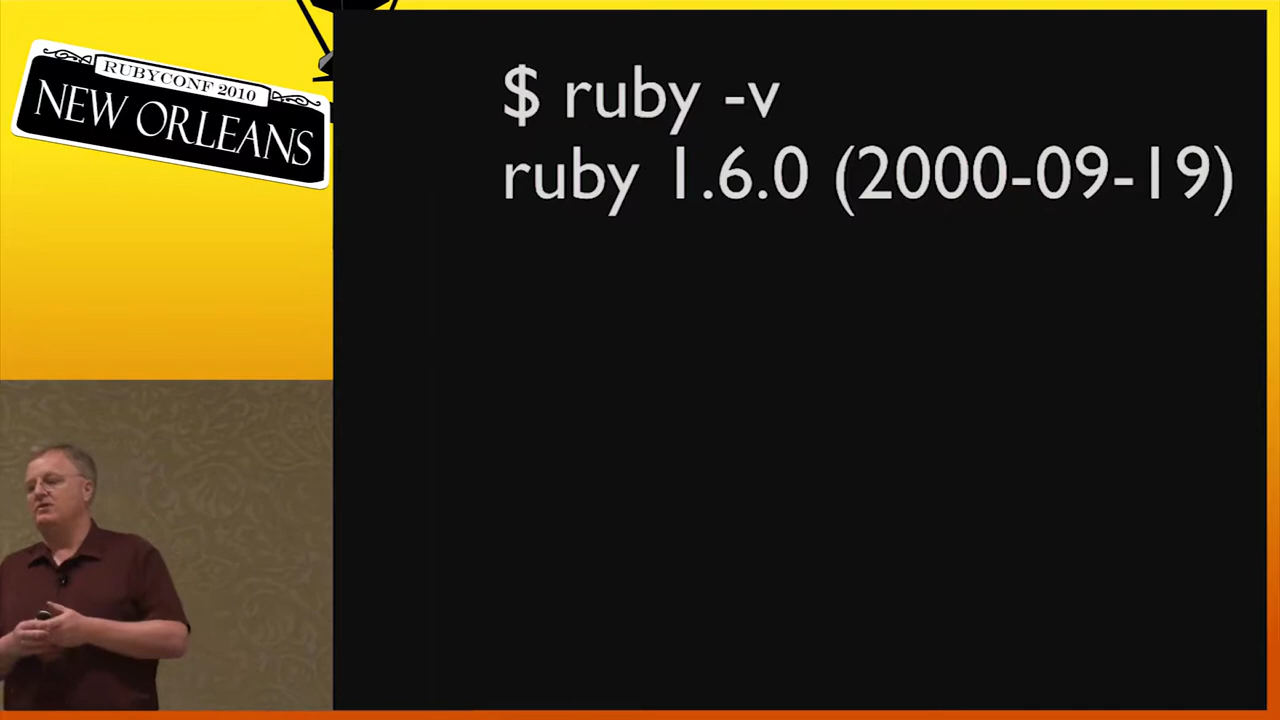 RUBYCONF 2010
NEW ORLEANS
$ ruby -v
ruby 1.6.0 (2000-09-19)